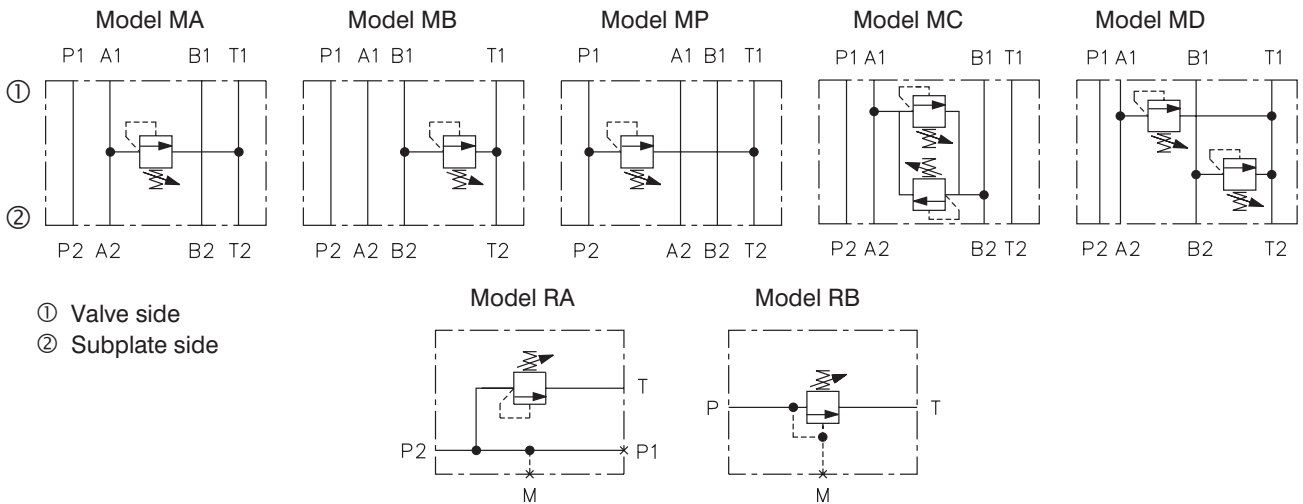 Model MA Model MB Model MP Model MC Model MD
P1 A1 B1 T1 P1 A1 B1 T1 P1 A1 B1 T1 P1 A1 B1 T1 P1 A1 B1 T1
①
②
P2 A2 B2 T2 P2 A2 B2 T2 P2 A2 B2 T2 P2 A2 B2 T2 P2 A2 B2 T2
① Valve side
② Subplate side
Model RA Model RB
T
P2 P1
M
P T
M